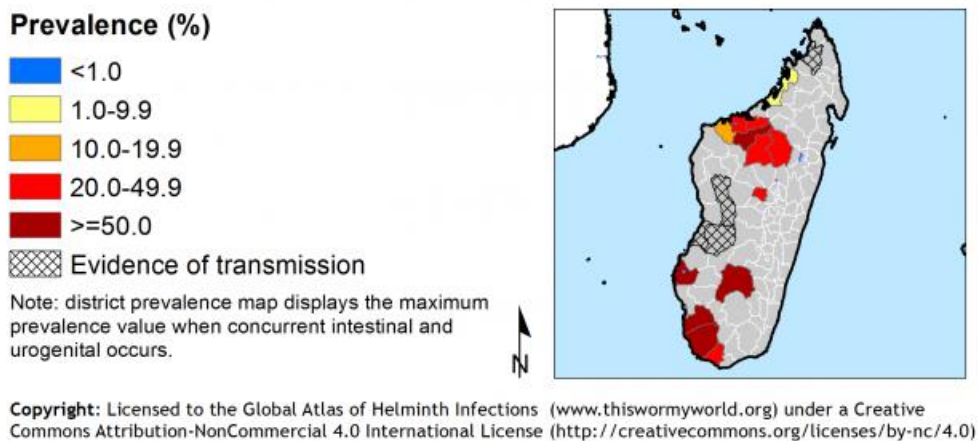 Prevalence (%)
<1.0
1.0-9.9
10.0-19.9
20.0-49.9
>=50.0
Evidence of transmission
Note: district prevalence map displays the maximum
prevalence value when concurrent intestinal and
urogenital occurs.
N
Copyright: Licensed to the Global Atlas of Helminth Infections (www.thiswormyworld.org) under a Creative
Commons Attribution-NonCommercial 4.0 International License (http://creativecommons.org/licenses/by-nc/4.0)